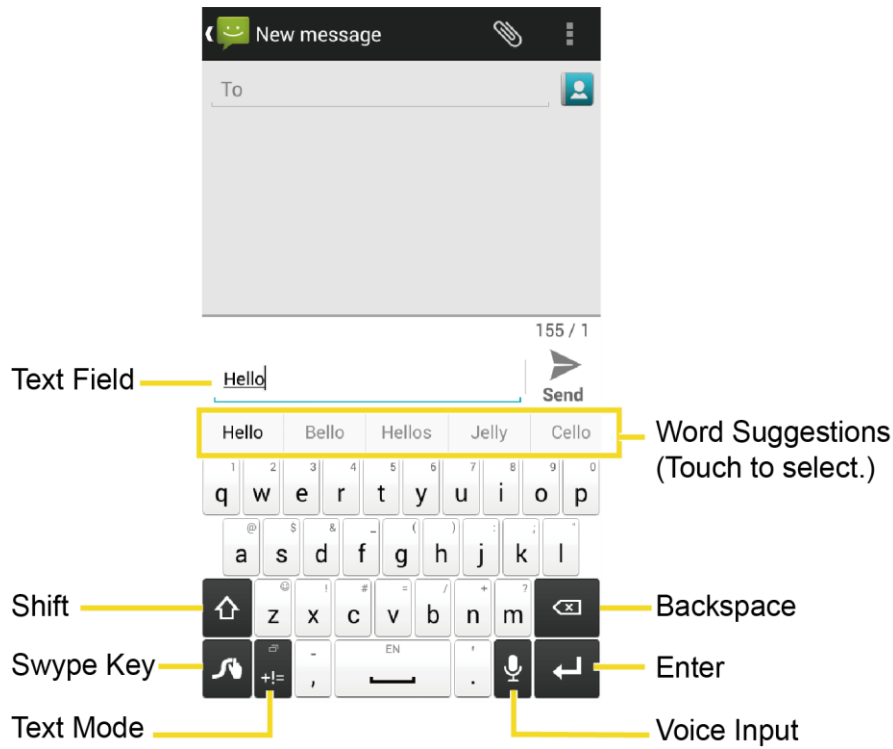 New message
To
155 / 1
Text Field
Hello
Send
Hello Bello Hellos Jelly Cello
Word Suggestions
(Touch to select.)
1 2 3 4 5 6 7 8 9 0
q w e r t y u i o p
@ $ & _ ( ) : ; "
a s d f g h j k l
! # = / + ?
Shift
z x c v b n m
Backspace
EN
- '
Swype Key
+!= , .
Enter
Text Mode
Voice Input